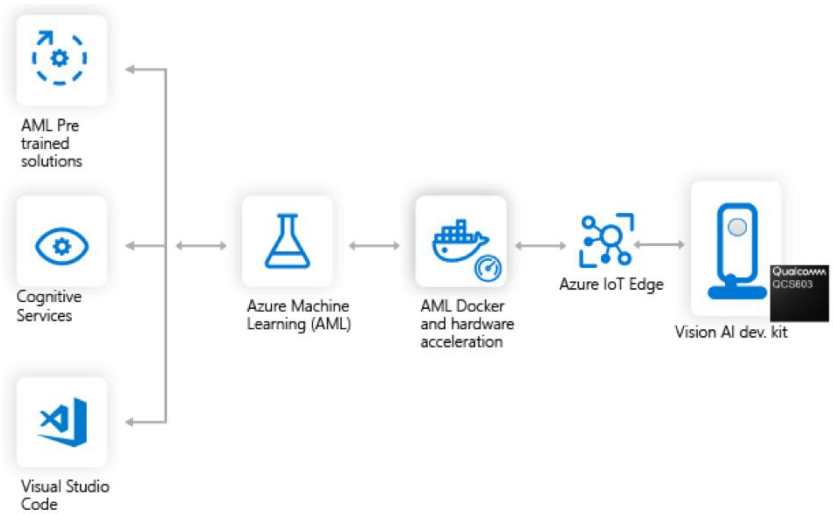 AML Pre
trained
solutions
Cognitive
Services
Visual Studio
Code
Azure Machine
Learning (AML)
AML Docker
and hardware
acceleration
Azure IoT Edge
Qualcomm
QCS603
Vision AI dev. kit